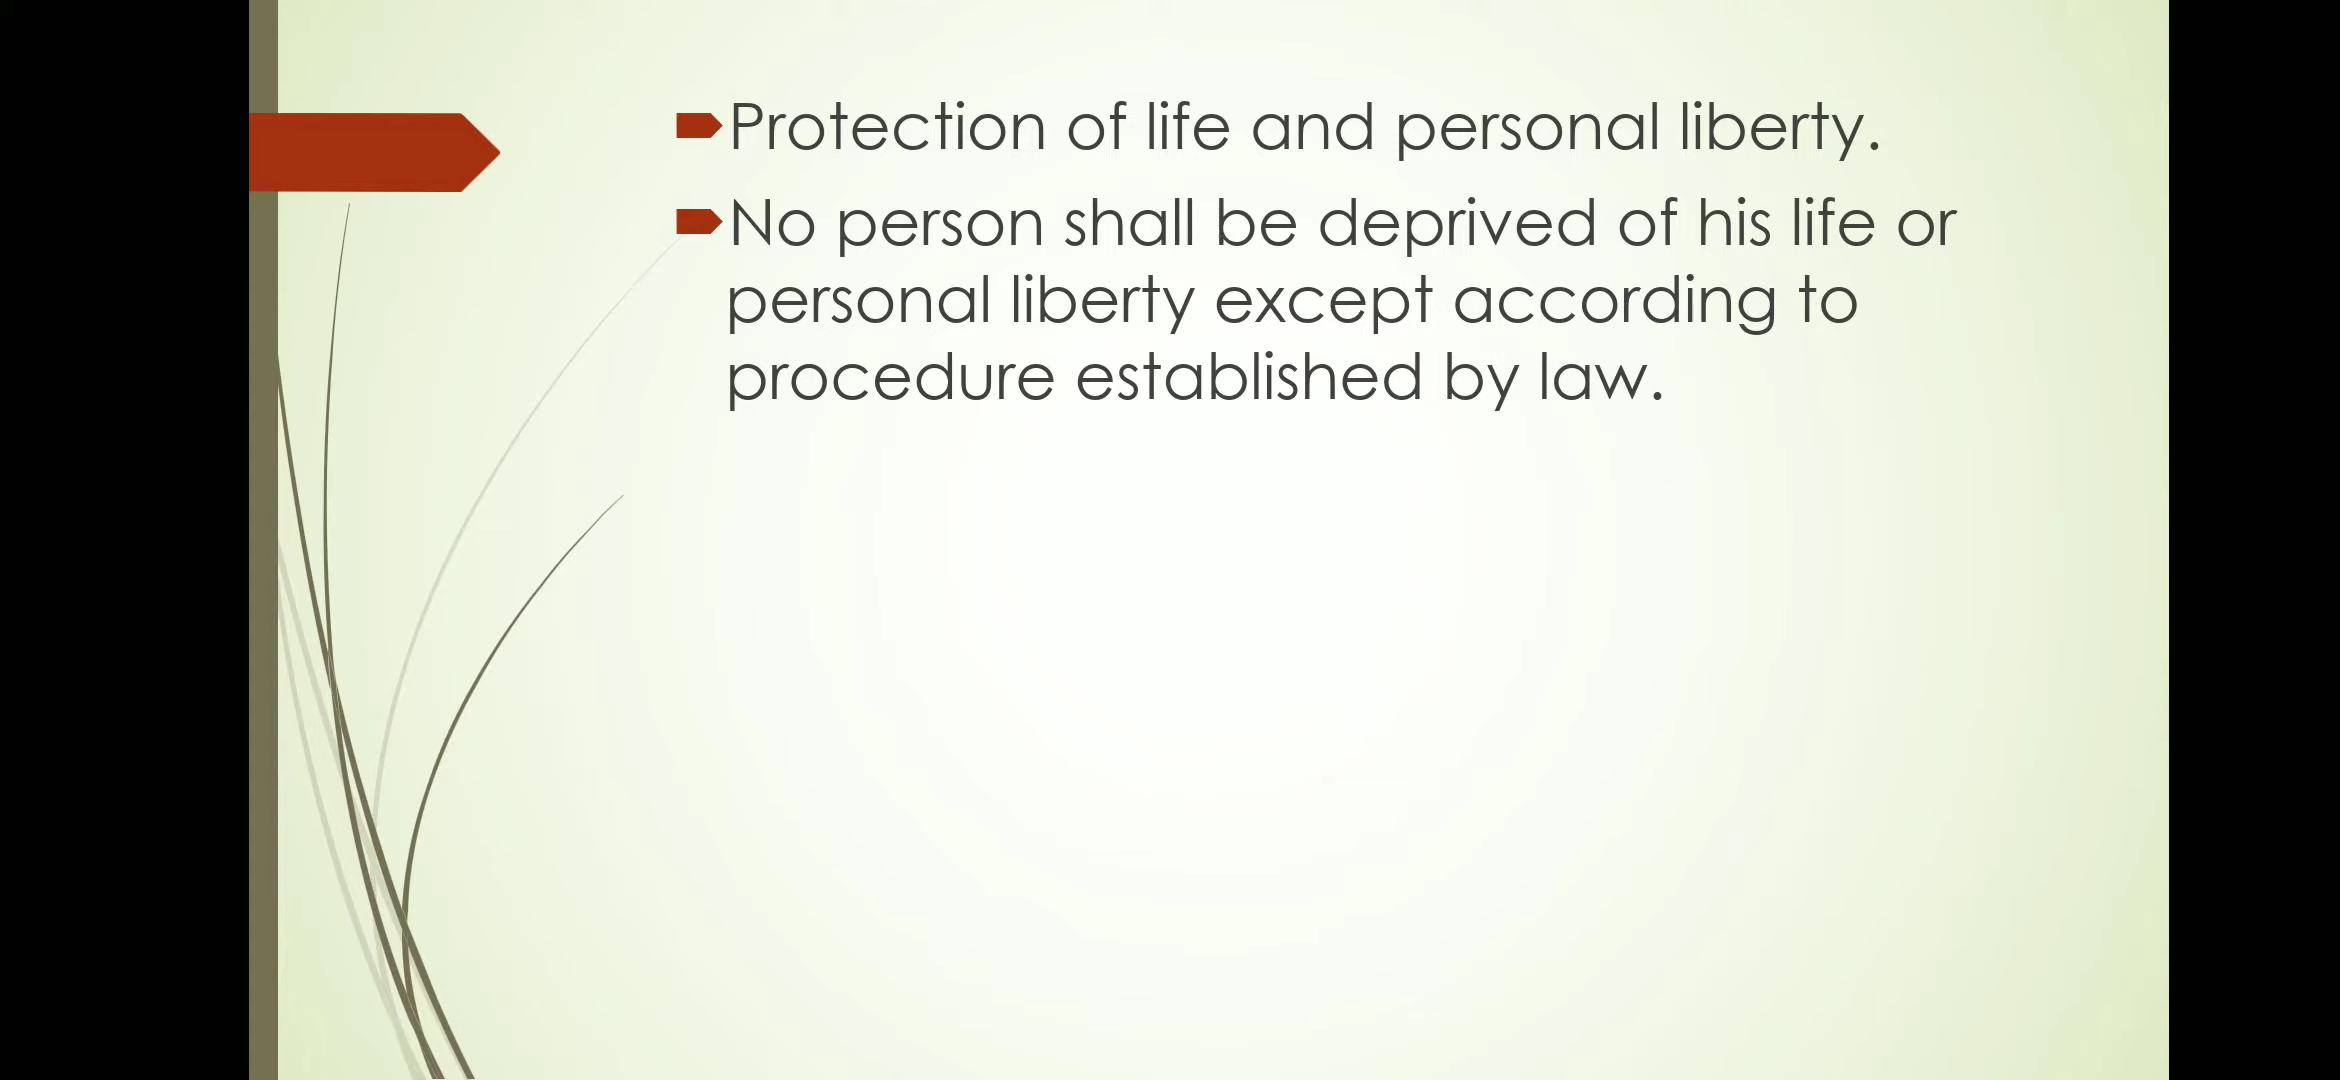 Protection of life and personal liberty.
No person shall be deprived of his life or
personal liberty except according to
procedure established by law.